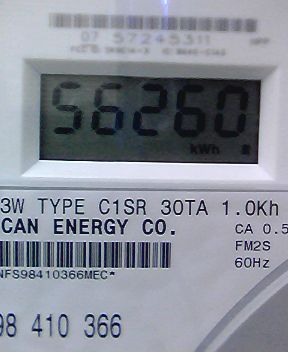 07 57245311
56260
kWh
3W TYPE C1SR 30TA 1.0Kh
CAN ENERGY CO.
CA 0.5
FM2S
60Hz
NFS98410366MEC*
98 410 366